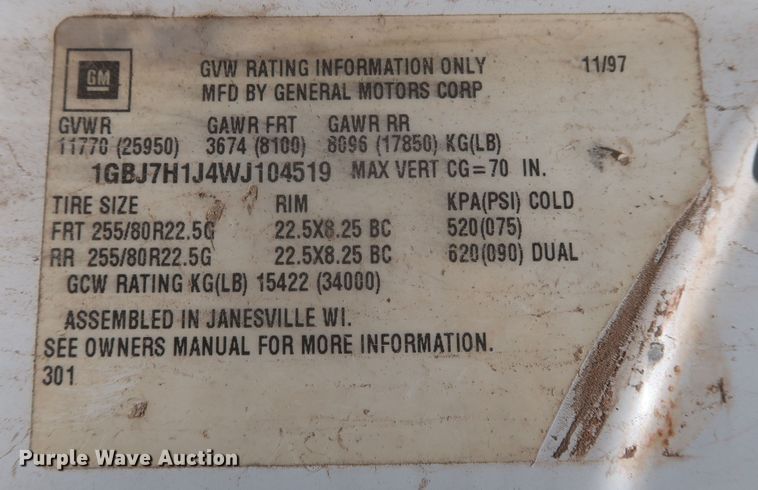 GM
GVW RATING INFORMATION ONLY 11/97
MFD BY GENERAL MOTORS CORP
GVWR GAWR FRT GAWR RR
11770 (25950) 3674 (8100) 8096 (17850) KG(LB)
1GBJ7H1J4WJ104519 MAX VERT CG=70 IN.
TIRE SIZE RIM KPA(PSI) COLD
FRT 255/80R22.5G 22.5X8.25 BC 520(075)
RR 255/80R22.5G 22.5X8.25 BC 620(090) DUAL
GCW RATING KG(LB) 15422 (34000)
ASSEMBLED IN JANESVILLE WI.
SEE OWNERS MANUAL FOR MORE INFORMATION.
301
Purple Wave Auction